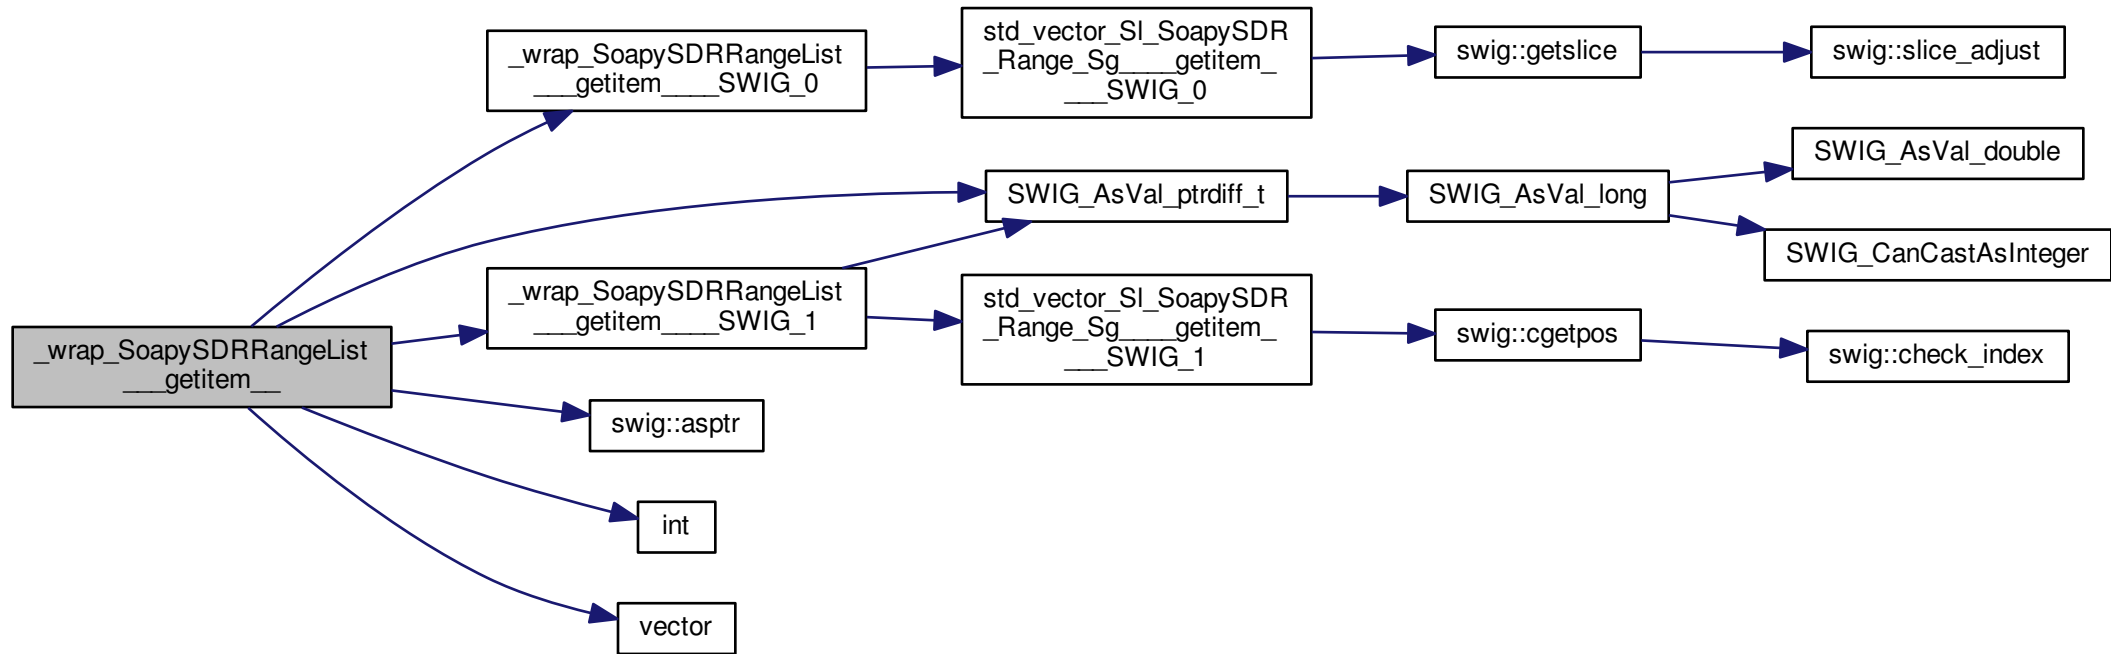 _wrap_SoapySDRRangeList
___getitem__
_wrap_SoapySDRRangeList
___getitem____SWIG_0
std_vector_Sl_SoapySDR
_Range_Sg____getitem_
___SWIG_0
swig::getslice
swig::slice_adjust
SWIG_AsVal_ptrdiff_t
SWIG_AsVal_long
SWIG_AsVal_double
SWIG_CanCastAsInteger
_wrap_SoapySDRRangeList
___getitem____SWIG_1
std_vector_Sl_SoapySDR
_Range_Sg____getitem_
___SWIG_1
swig::cgetpos
swig::check_index
swig::asptr
int
vector